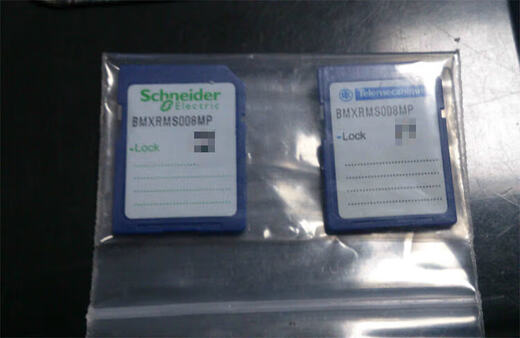 Schneider
Electric
BMXRMS008MP
Lock
Telemecanique
BMXRMS008MP
Lock